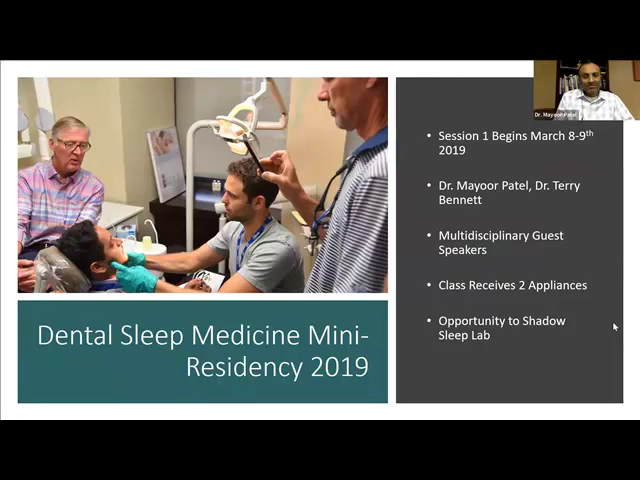 Dr. Mayoor Patel
• Session 1 Begins March 8-9th
2019
• Dr. Mayoor Patel, Dr. Terry
Bennett
• Multidisciplinary Guest
Speakers
• Class Receives 2 Appliances
• Opportunity to Shadow
Sleep Lab
Dental Sleep Medicine Mini-
Residency 2019